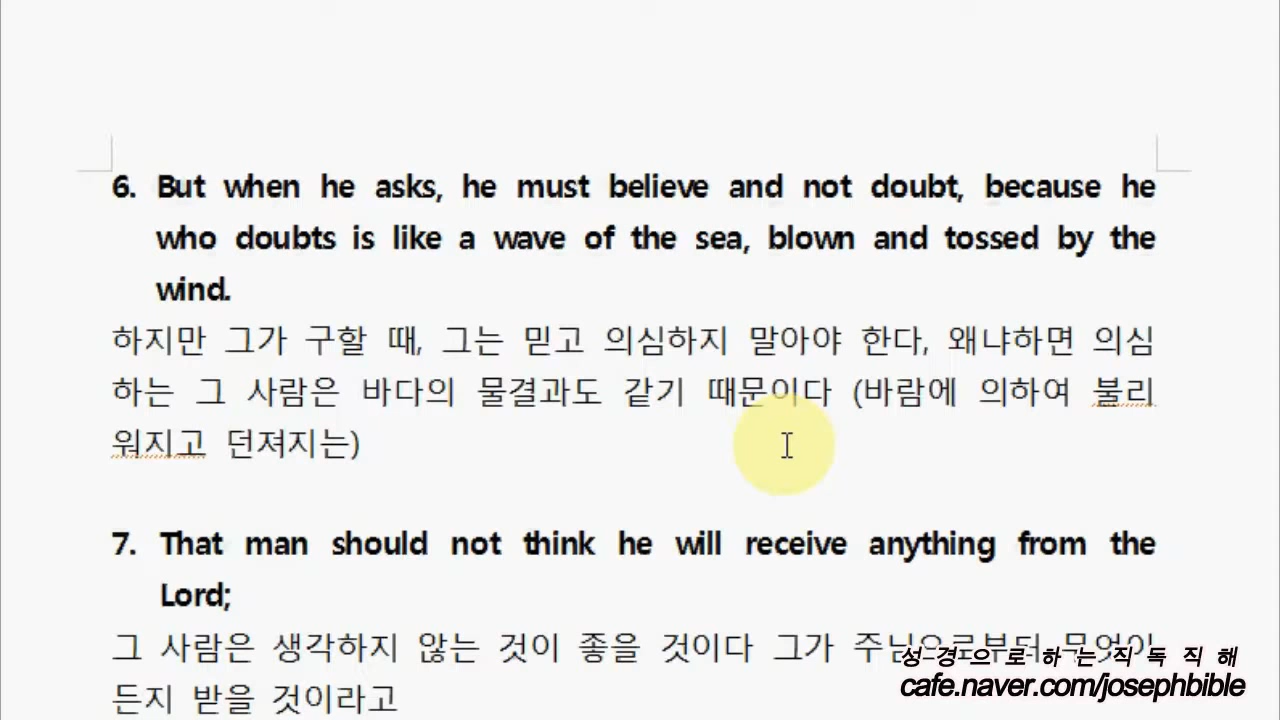 6. But when he asks, he must believe and not doubt, because he
who doubts is like a wave of the sea, blown and tossed by the
wind.
하지만 그가 구할 때, 그는 믿고 의심하지 말아야 한다, 왜냐하면 의심
하는 그 사람은 바다의 물결과도 같기 때문이다 (바람에 의하여 불리
워지고 던져지는)
7. That man should not think he will receive anything from the
Lord;
그 사람은 생각하지 않는 것이 좋을 것이다 그가 주님으로부터 무엇이
든지 받을 것이라고
성경으로하는직독직해
cafe.naver.com/josephbible